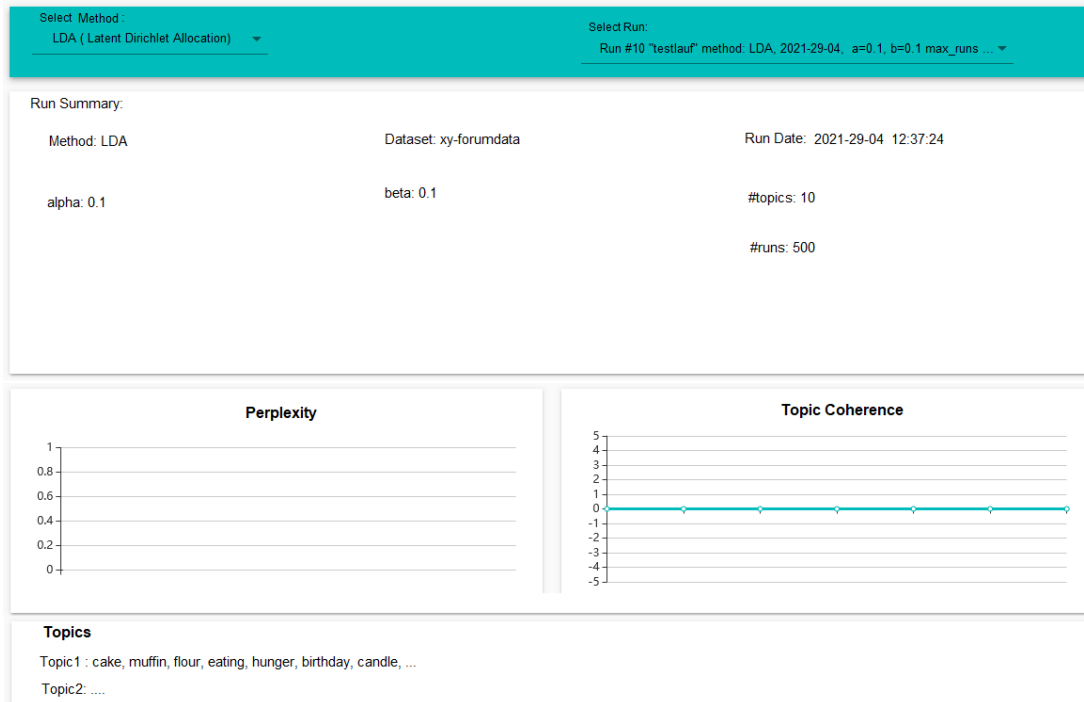 Select Method :
LDA ( Latent Dirichlet Allocation)
Select Run:
Run #10 "testlauf" method: LDA, 2021-29-04, a=0.1, b=0.1 max_runs ...
Run Summary:
Method: LDA
Dataset: xy-forumdata
Run Date: 2021-29-04 12:37:24
alpha: 0.1
beta: 0.1
#topics: 10
#runs: 500
Perplexity
1
0.8
0.6
0.4
0.2
0
Topic Coherence
5
4
3
2
1
0
-1
-2
-3
-4
-5
Topics
Topic1 : cake, muffin, flour, eating, hunger, birthday, candle, ...
Topic2: ....